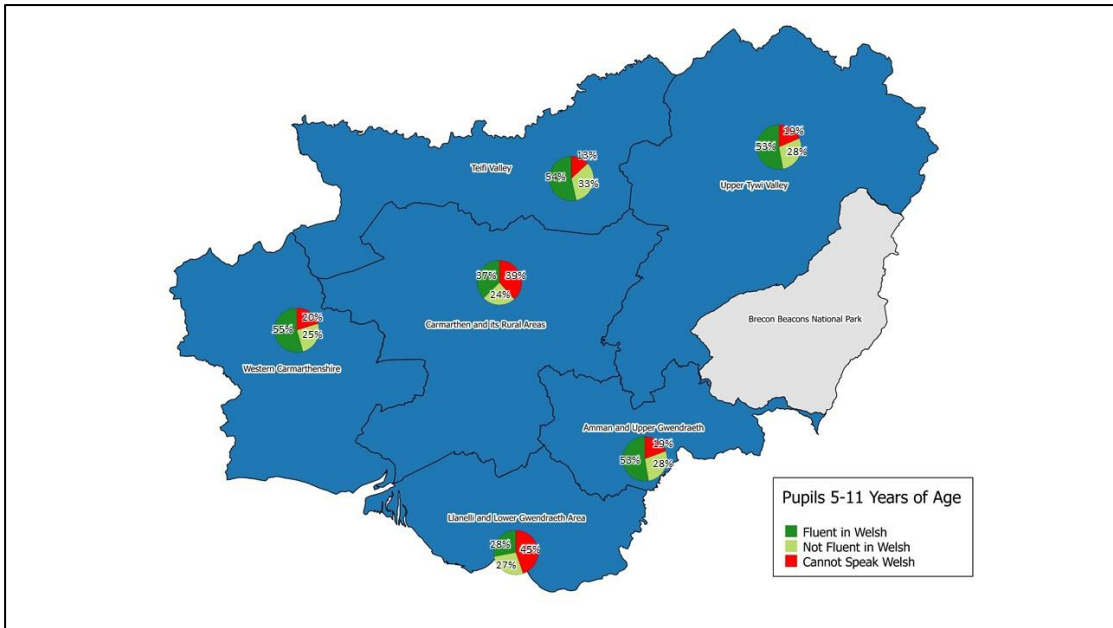 13%
54%
33%
Teifi Valley
19%
53%
28%
Upper Tywi Valley
37%
39%
24%
Carmarthen and its Rural Areas
20%
55%
25%
Western Carmarthenshire
Brecon Beacons National Park
Amman and Upper Gwendraeth
19%
53%
28%
Llanelli and Lower Gwendraeth Area
28%
45%
27%
Pupils 5-11 Years of Age
Fluent in Welsh
Not Fluent in Welsh
Cannot Speak Welsh